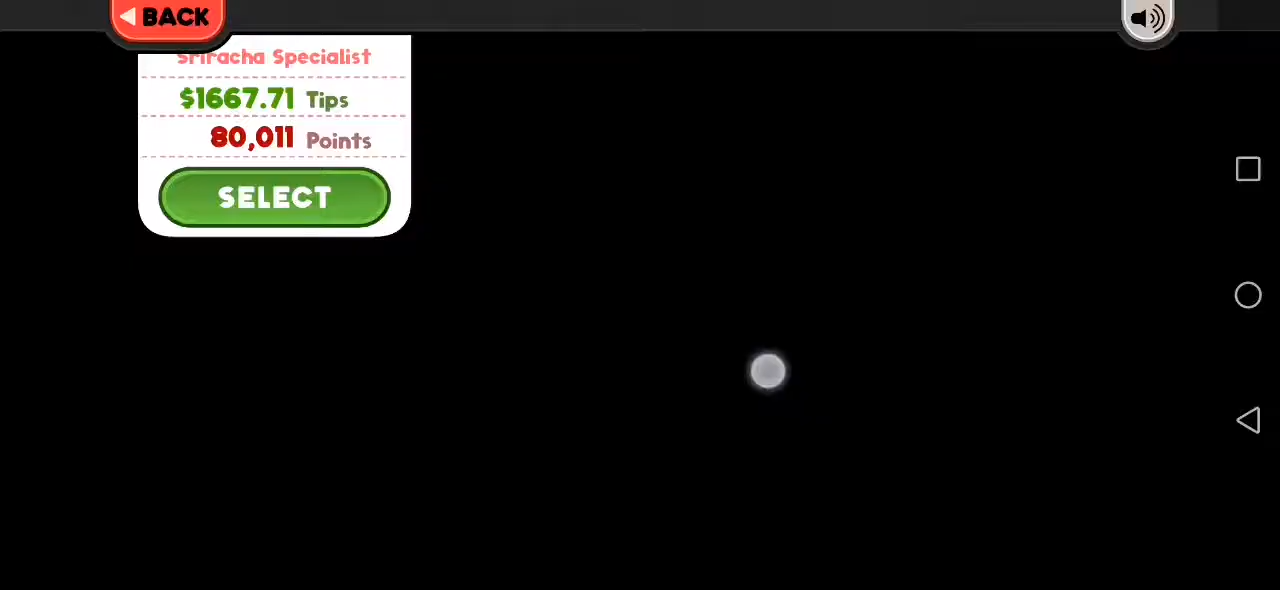 BACK
Sriracha Specialist
$1667.71 Tips
80,011 Points
SELECT